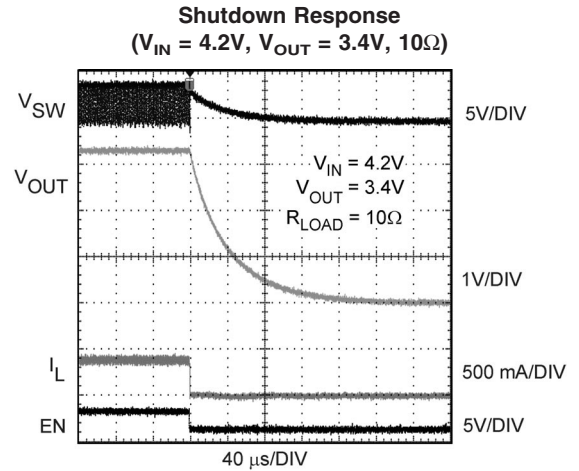 Shutdown Response
(VIN = 4.2V, VOUT = 3.4V, 10Ω)
VSW
5V/DIV
VIN = 4.2V
VOUT = 3.4V
RLOAD = 10Ω
VOUT
1V/DIV
IL
500 mA/DIV
EN
5V/DIV
40 μs/DIV